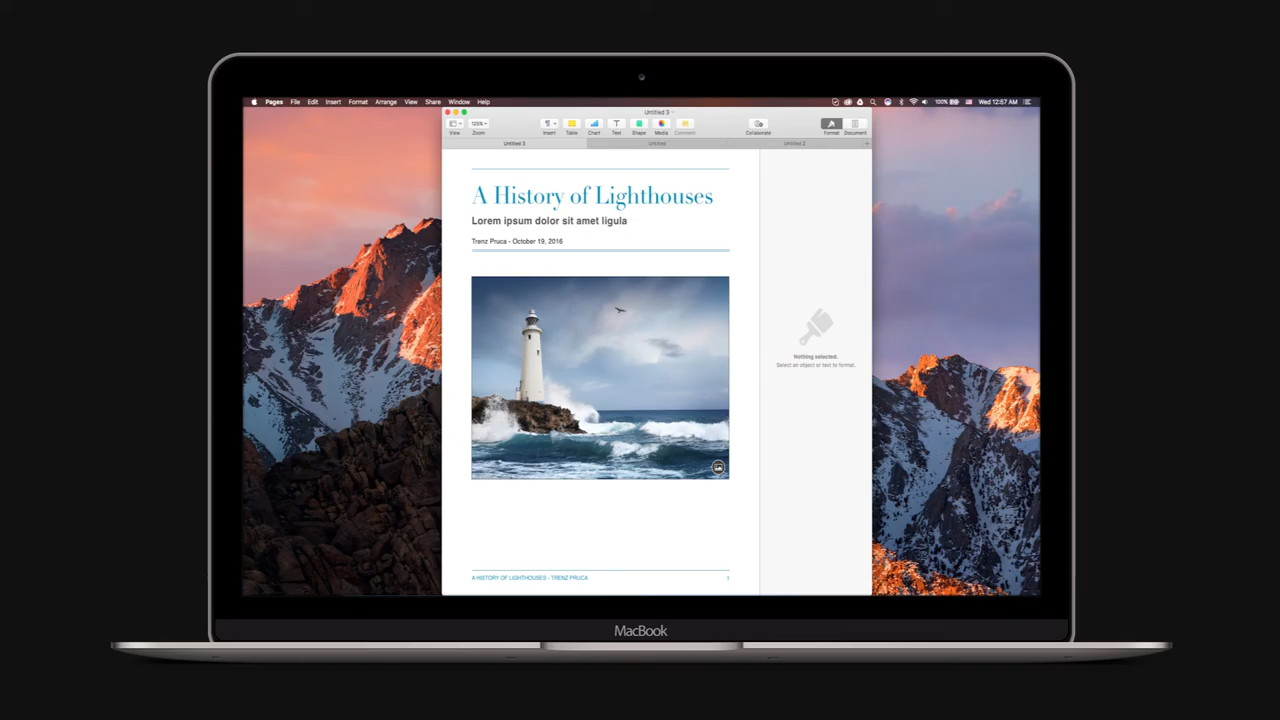 Pages File Edit Insert Format Arrange View Share Window Help 100% Wed 12:57 AM
Untitled 3
125%
View Zoom Insert Table Chart Text Shape Media Comment Collaborate Format Document
Untitled 3 Untitled Untitled 2
A History of Lighthouses
Lorem ipsum dolor sit amet ligula
Trenz Pruca - October 19, 2016
Nothing selected.
Select an object or text to format.
A HISTORY OF LIGHTHOUSES - TRENZ PRUCA 1
MacBook